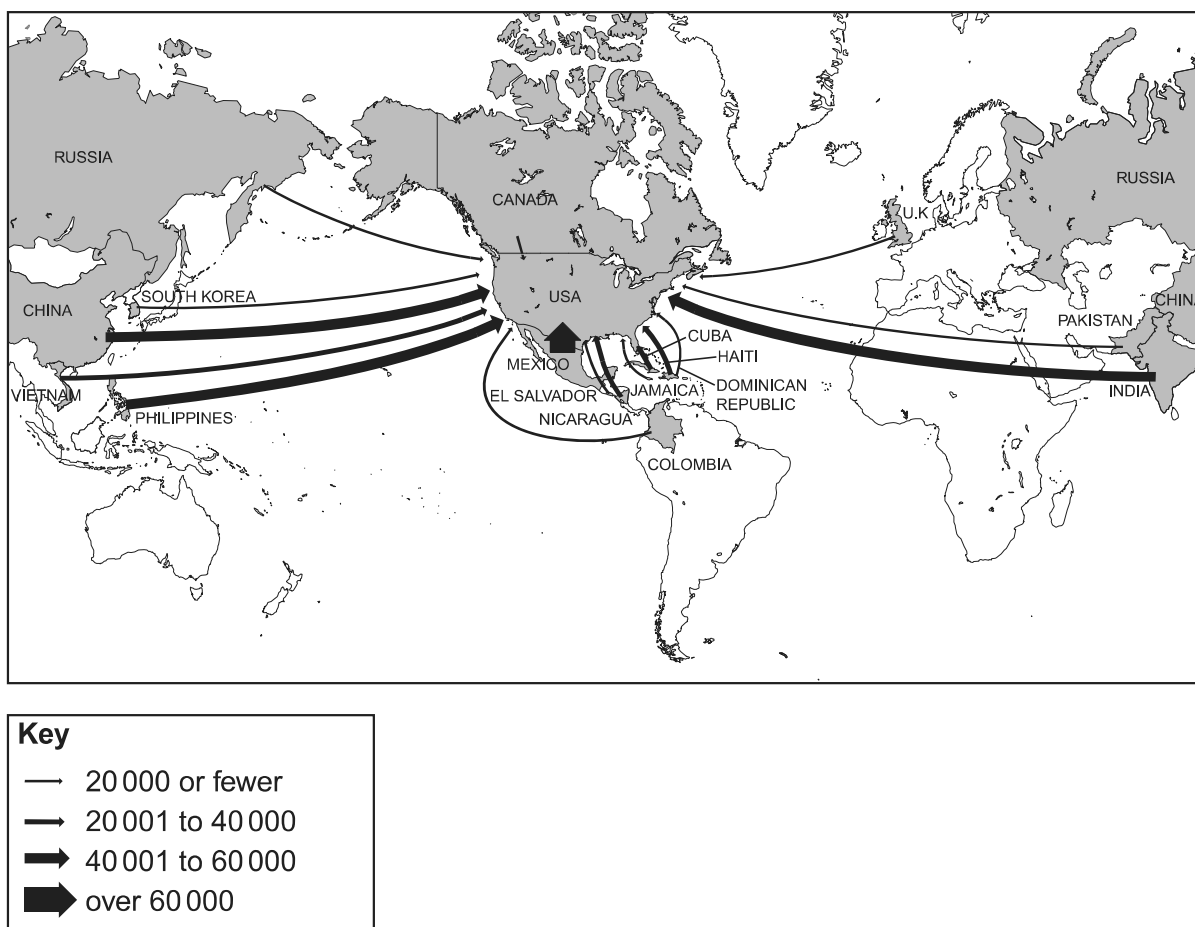 RUSSIA
CANADA
U.K
RUSSIA
SOUTH KOREA
USA
CHINA
CHINA
PAKISTAN
CUBA
MEXICO
HAITI
VIETNAM
EL SALVADOR
JAMAICA
DOMINICAN
REPUBLIC
INDIA
PHILIPPINES
NICARAGUA
COLOMBIA
Key
20 000 or fewer
20 001 to 40 000
40 001 to 60 000
over 60 000